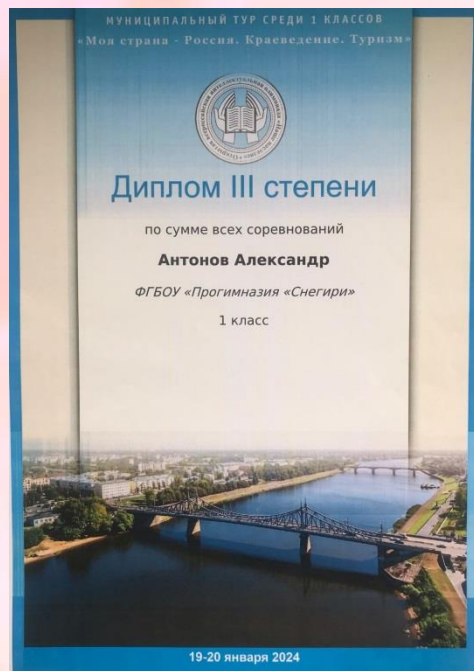 МУНИЦИПАЛЬНЫЙ ТУР СРЕДИ 1 КЛАССОВ
«Моя страна - Россия. Краеведение. Туризм»
Диплом III степени
по сумме всех соревнований
Антонов Александр
ФГБОУ «Прогимназия «Снегири»
1 класс
19-20 января 2024